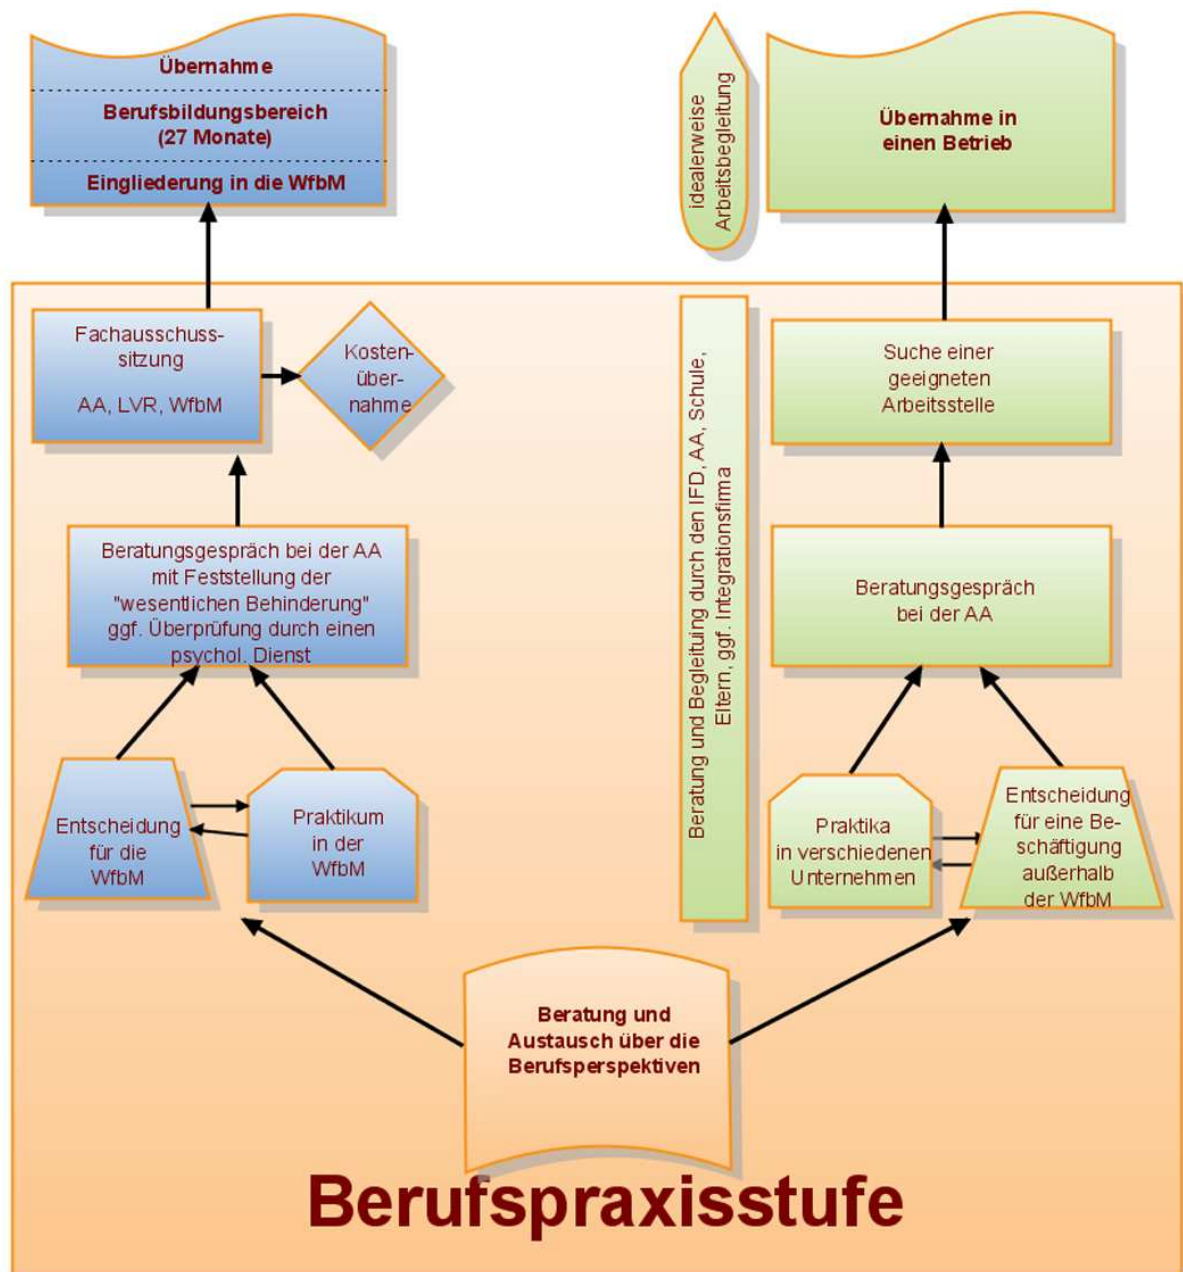 Übernahme
Berufsbildungsbereich
(27 Monate)
Eingliederung in die WfbM
idealerweise
Arbeitsbegleitung
Übernahme in
einen Betrieb
Fachausschuss-
sitzung
AA, LVR, WfbM
Kosten-
über-
nahme
Beratung und Begleitung durch den IFD, AA, Schule,
Eltern, ggf. Integrationsfirma
Suche einer
geeigneten
Arbeitsstelle
Beratungsgespräch bei der AA
mit Feststellung der
"wesentlichen Behinderung"
ggf. Überprüfung durch einen
psychol. Dienst
Beratungsgespräch
bei der AA
Entscheidung
für die
WfbM
Praktikum
in der
WfbM
Praktika
in verschiedenen
Unternehmen
Entscheidung
für eine Be-
schäftigung
außerhalb
der WfbM
Beratung und
Austausch über die
Berufsperspektiven
Berufspraxisstufe